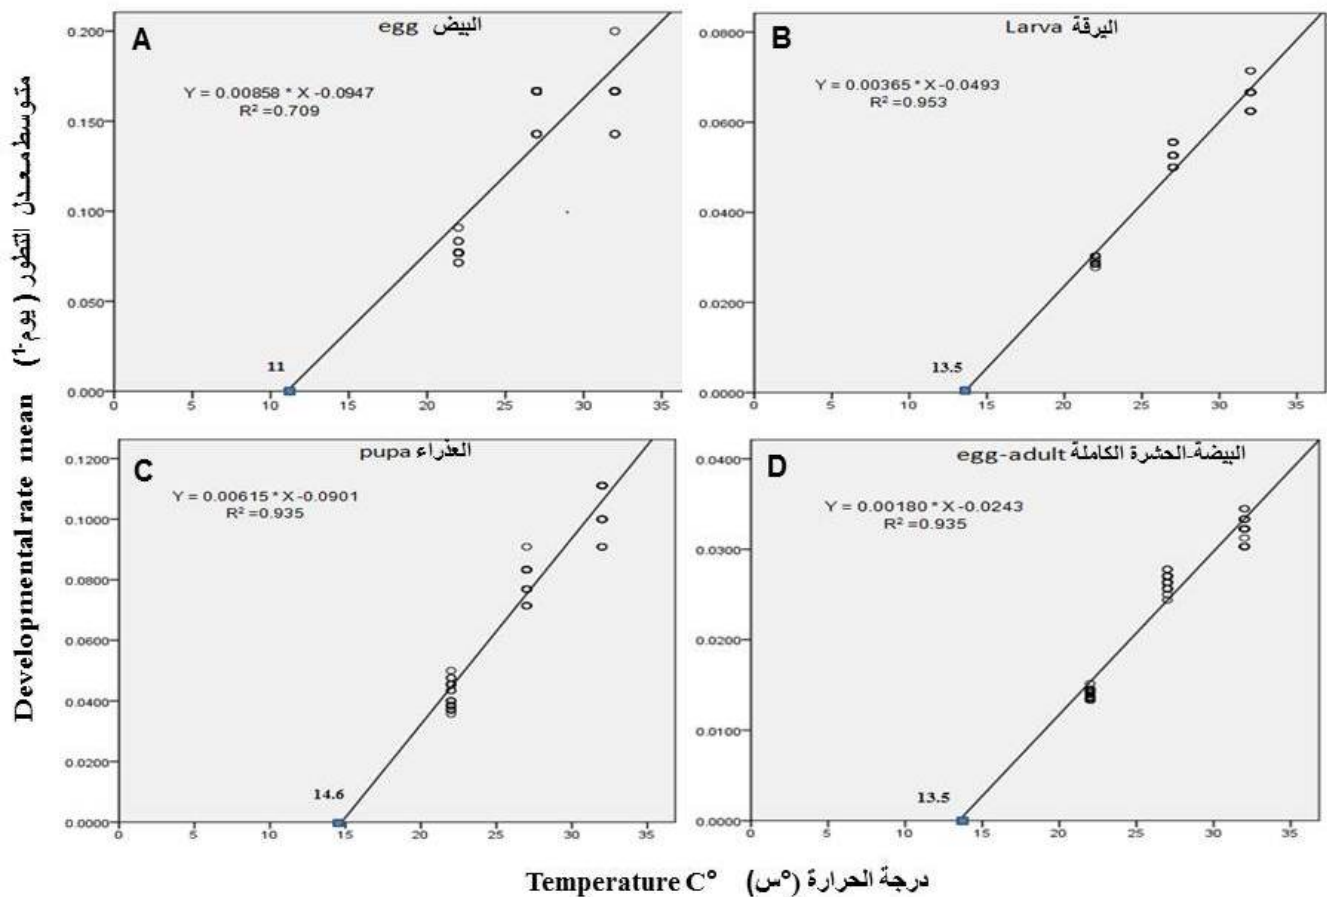 متوسط معدل التطور (يوم-¹)
Developmental rate mean
A
egg البيض
Y = 0.00858 * X -0.0947
R² =0.709
0.200
0.150
0.100
0.050
0.000
11
0 5 10 15 20 25 30 35
B
Larva اليرقة
Y = 0.00365 * X -0.0493
R² =0.953
0.0800
0.0600
0.0400
0.0200
0.0000
13.5
0 5 10 15 20 25 30 35
C
pupa العذراء
Y = 0.00615 * X -0.0901
R² =0.935
0.1200
0.1000
0.0800
0.0600
0.0400
0.0200
0.0000
14.6
0 5 10 15 20 25 30 35
D
egg-adult البيضة-الحشرة الكاملة
Y = 0.00180 * X -0.0243
R² =0.935
0.0400
0.0300
0.0200
0.0100
0.0000
13.5
0 5 10 15 20 25 30 35
Temperature C° درجة الحرارة (°س)